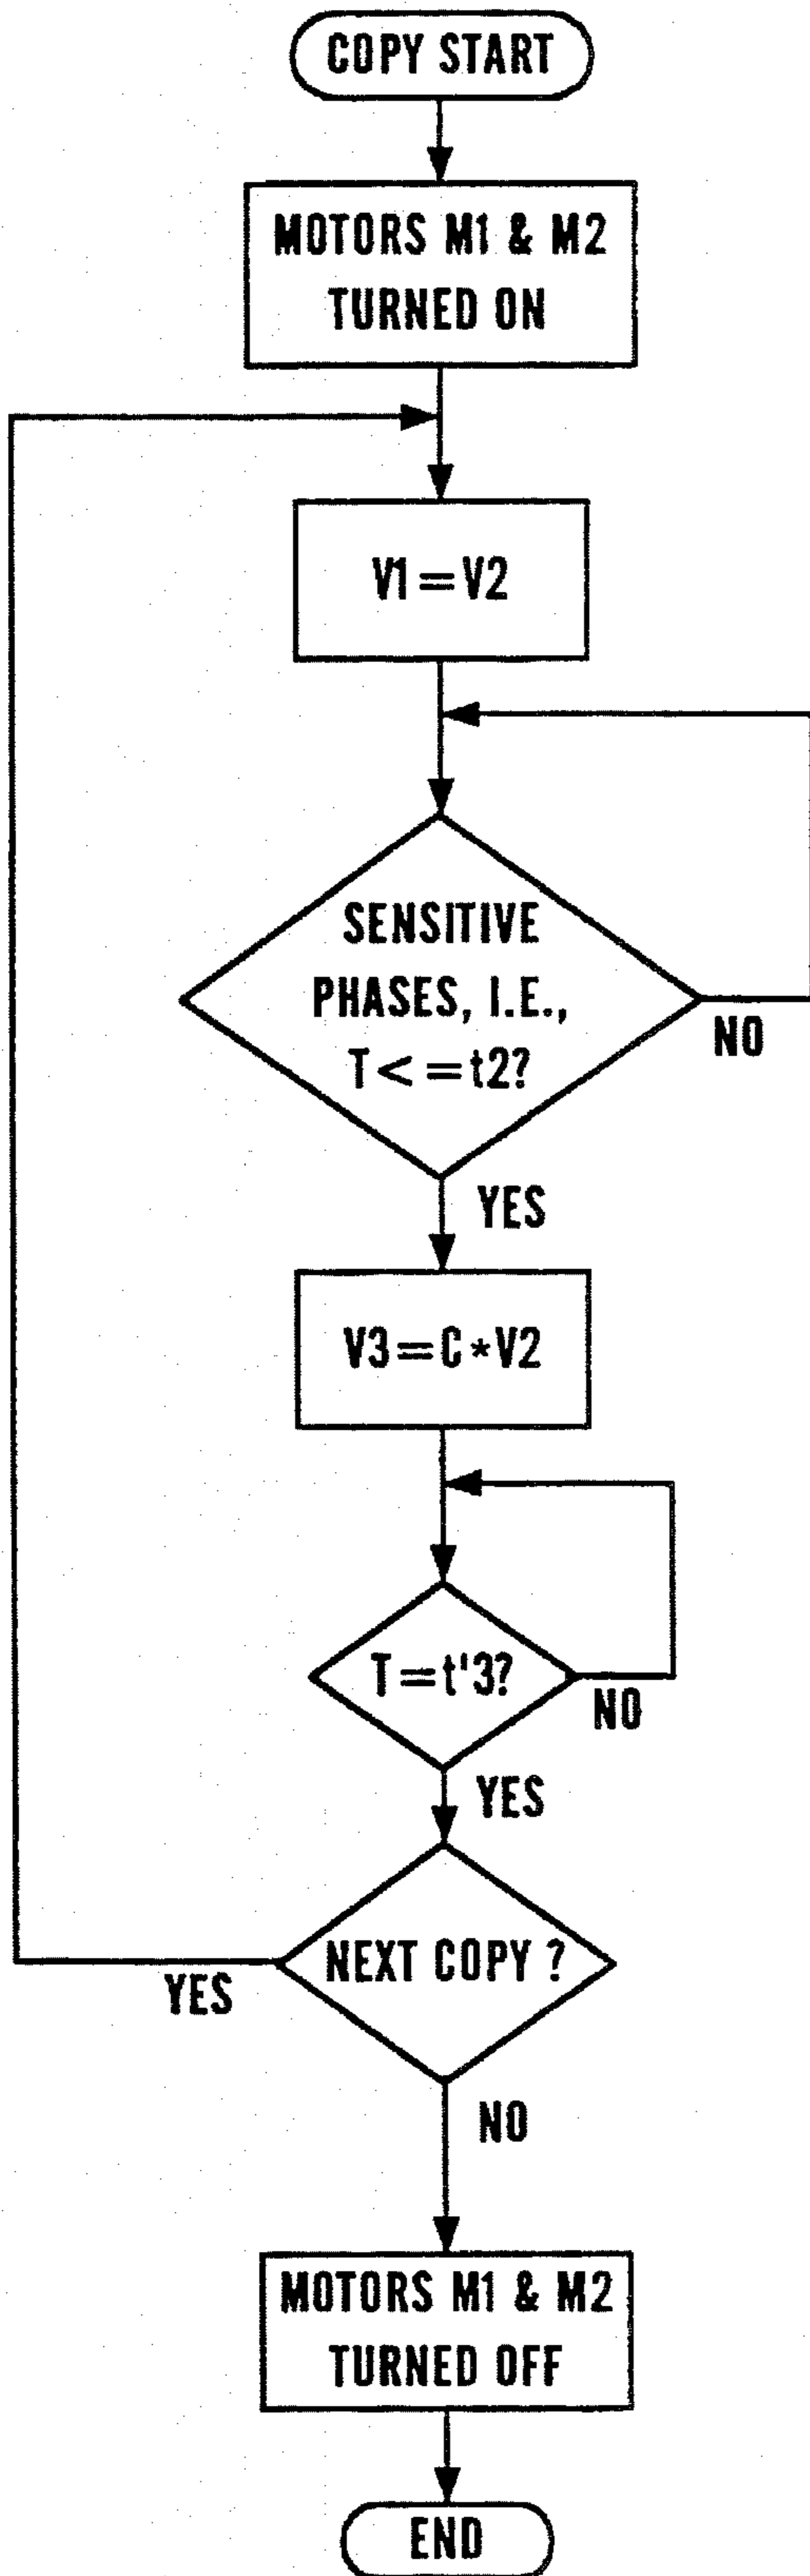 COPY START
MOTORS M1 & M2
TURNED ON
V1=V2
SENSITIVE
PHASES, I.E.,
T<=t2?
NO
YES
V3=C*V2
T=t'3?
NO
YES
NEXT COPY ?
YES
NO
MOTORS M1 & M2
TURNED OFF
END